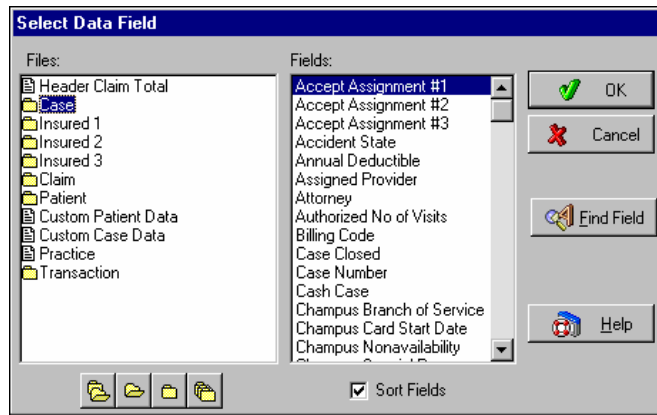 Select Data Field
Files:
Header Claim Total
Case
Insured 1
Insured 2
Insured 3
Claim
Patient
Custom Patient Data
Custom Case Data
Practice
Transaction
Fields:
Accept Assignment #1
Accept Assignment #2
Accept Assignment #3
Accident State
Annual Deductible
Assigned Provider
Attorney
Authorized No of Visits
Billing Code
Case Closed
Case Number
Cash Case
Champus Branch of Service
Champus Card Start Date
Champus Nonavailability
Sort Fields
OK
Cancel
Find Field
Help